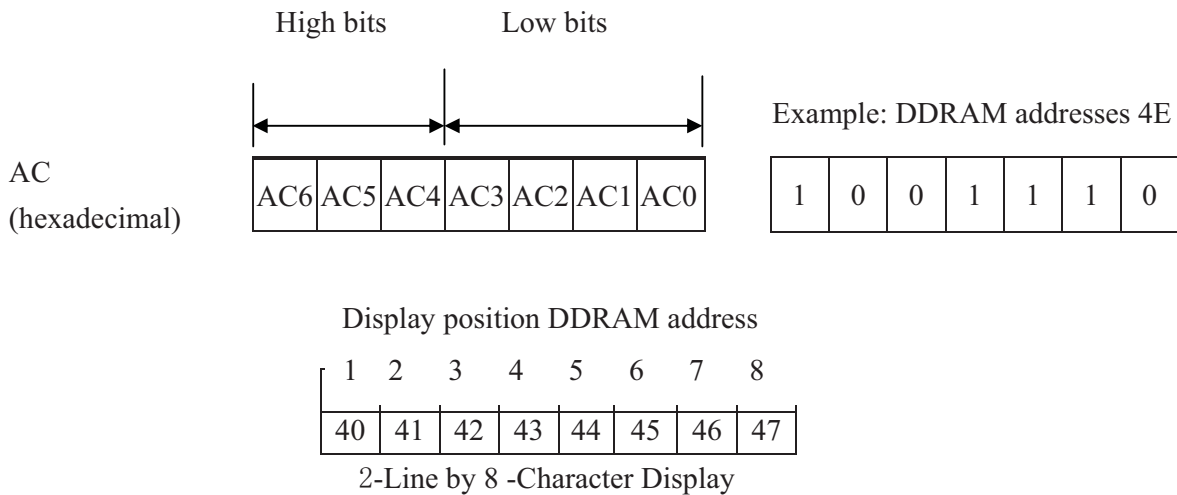 High bits Low bits
Example: DDRAM addresses 4E
AC
(hexadecimal)
AC6 AC5 AC4 AC3 AC2 AC1 AC0
1 0 0 1 1 1 0
Display position DDRAM address
1 2 3 4 5 6 7 8
40 41 42 43 44 45 46 47
2-Line by 8 -Character Display